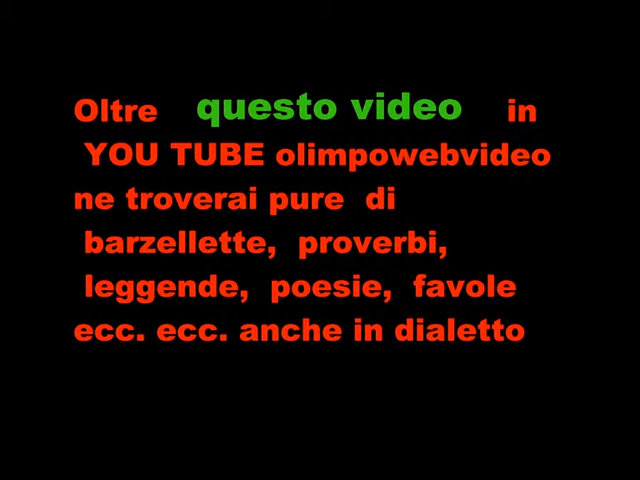 Oltre questo video in
YOU TUBE olimpowebvideo
ne troverai pure di
barzellette, proverbi,
leggende, poesie, favole
ecc. ecc. anche in dialetto